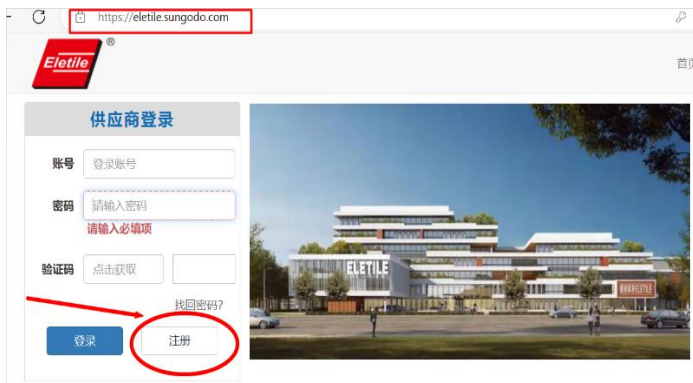 https://eletile.sungodo.com
Eletile®
首页
供应商登录
账号 登录账号
密码 请输入密码
请输入必填项
验证码 点击获取
找回密码?
登录 注册
ELETILE